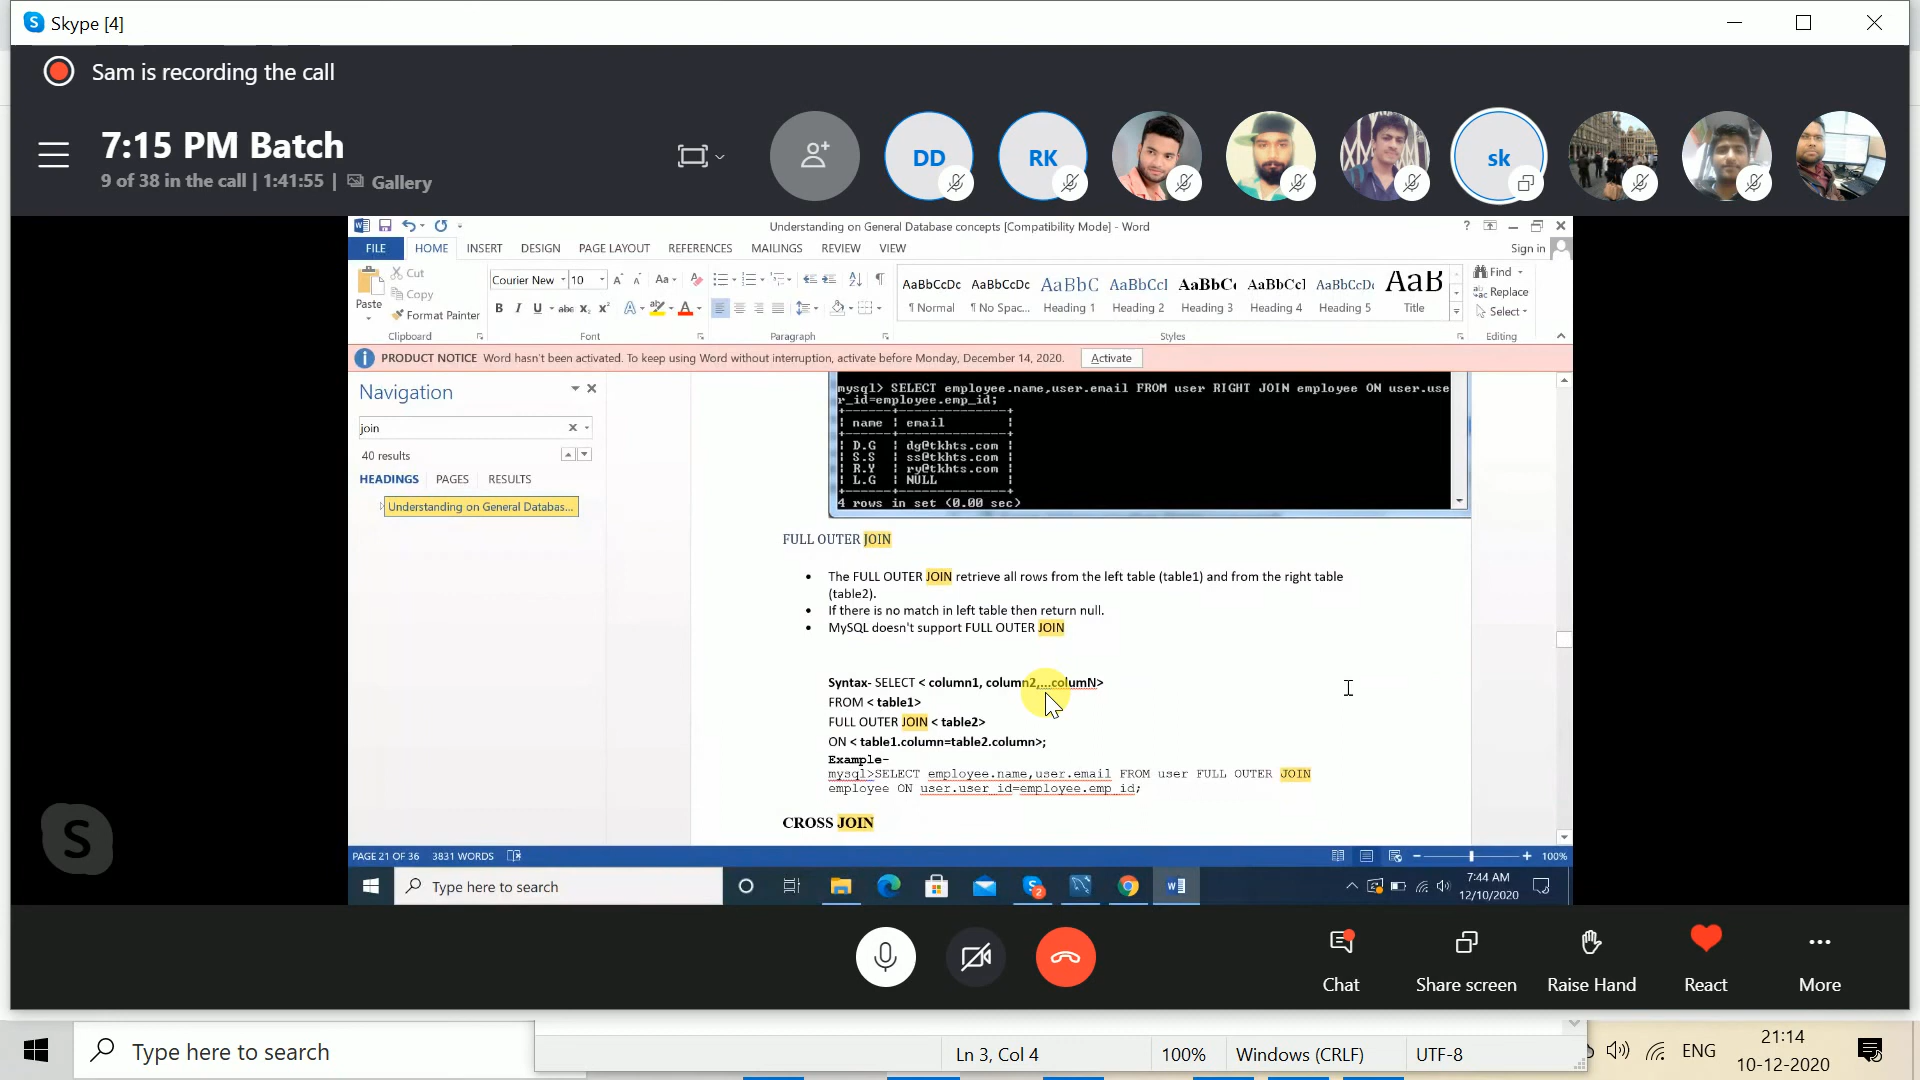 Skype [4]
Sam is recording the call
7:15 PM Batch
9 of 38 in the call | 1:41:55 | Gallery
DD
RK
sk
Understanding on General Database concepts [Compatibility Mode] - Word
FILE HOME INSERT DESIGN PAGE LAYOUT REFERENCES MAILINGS REVIEW VIEW
Sign in
Paste
Cut
Copy
Format Painter
Clipboard
Courier New 10
Font
Paragraph
AaBbCcDc AaBbCcDc AaBbC AaBbCcI AaBbC AaBbCcI AaBbCcDc AaB
¶ Normal ¶ No Spac... Heading 1 Heading 2 Heading 3 Heading 4 Heading 5 Title
Styles
Find
Replace
Select
Editing
PRODUCT NOTICE Word hasn't been activated. To keep using Word without interruption, activate before Monday, December 14, 2020. Activate
Navigation
join
40 results
HEADINGS PAGES RESULTS
Understanding on General Databas...
mysql> SELECT employee.name,user.email FROM user RIGHT JOIN employee ON user.use
r_id=employee.emp_id;
| name | email |
| D.G | dg@tkhts.com |
| S.S | ss@tkhts.com |
| R.Y | ry@tkhts.com |
| L.G | NULL |
4 rows in set (0.00 sec)
FULL OUTER JOIN
• The FULL OUTER JOIN retrieve all rows from the left table (table1) and from the right table
(table2).
• If there is no match in left table then return null.
• MySQL doesn't support FULL OUTER JOIN
Syntax- SELECT < column1, column2,...columN>
FROM < table1>
FULL OUTER JOIN < table2>
ON < table1.column=table2.column>;
Example-
mysql>SELECT employee.name,user.email FROM user FULL OUTER JOIN
employee ON user.user_id=employee.emp_id;
CROSS JOIN
PAGE 21 OF 36 3831 WORDS
100%
Type here to search
7:44 AM
12/10/2020
Chat
Share screen
Raise Hand
React
More
Type here to search
Ln 3, Col 4
100%
Windows (CRLF)
UTF-8
ENG
21:14
10-12-2020